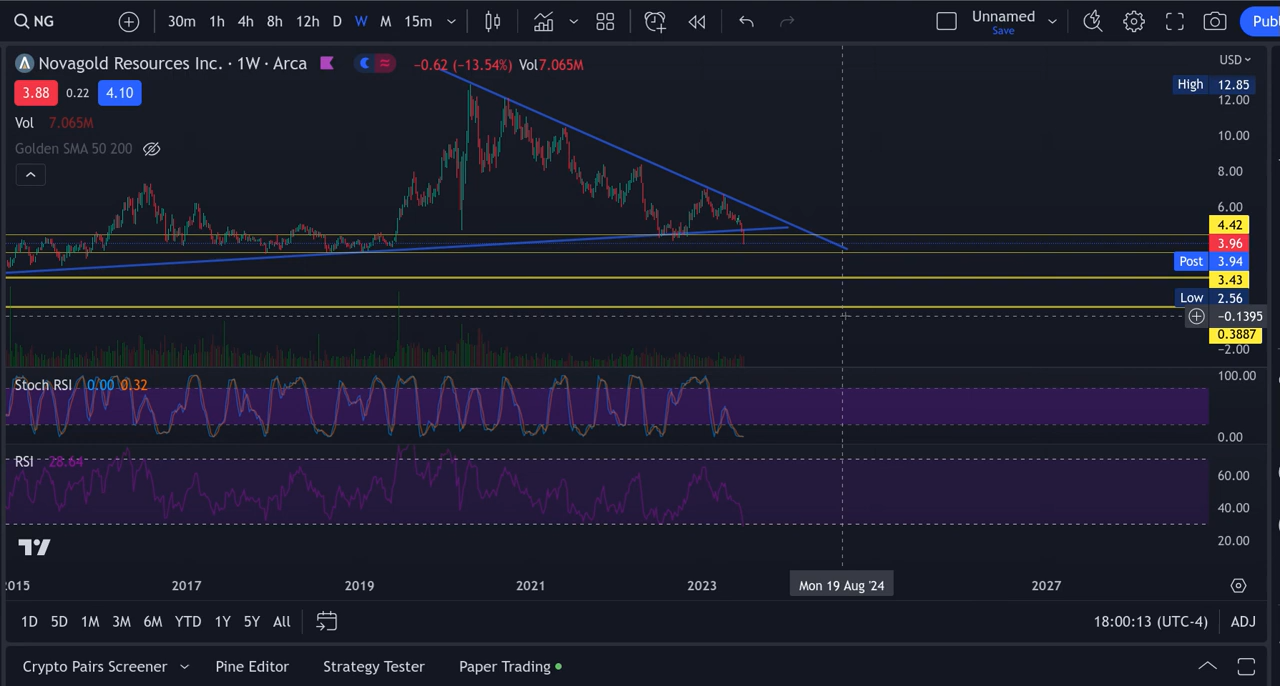 NG 30m 1h 4h 8h 12h D W M 15m Unnamed Publ
Save
Novagold Resources Inc. · 1W · Arca −0.62 (−13.54%) Vol7.065M USD
3.88 0.22 4.10
High 12.85
12.00
Vol 7.065M
10.00
Golden SMA 50 200
8.00
6.00
4.42
3.96
Post 3.94
3.43
Low 2.56
−0.1395
0.3887
−2.00
100.00
Stoch RSI 0.00 0.32
0.00
RSI 28.64
60.00
40.00
20.00
2015 2017 2019 2021 2023 Mon 19 Aug '24 2027
1D 5D 1M 3M 6M YTD 1Y 5Y All 18:00:13 (UTC-4) ADJ
Crypto Pairs Screener Pine Editor Strategy Tester Paper Trading